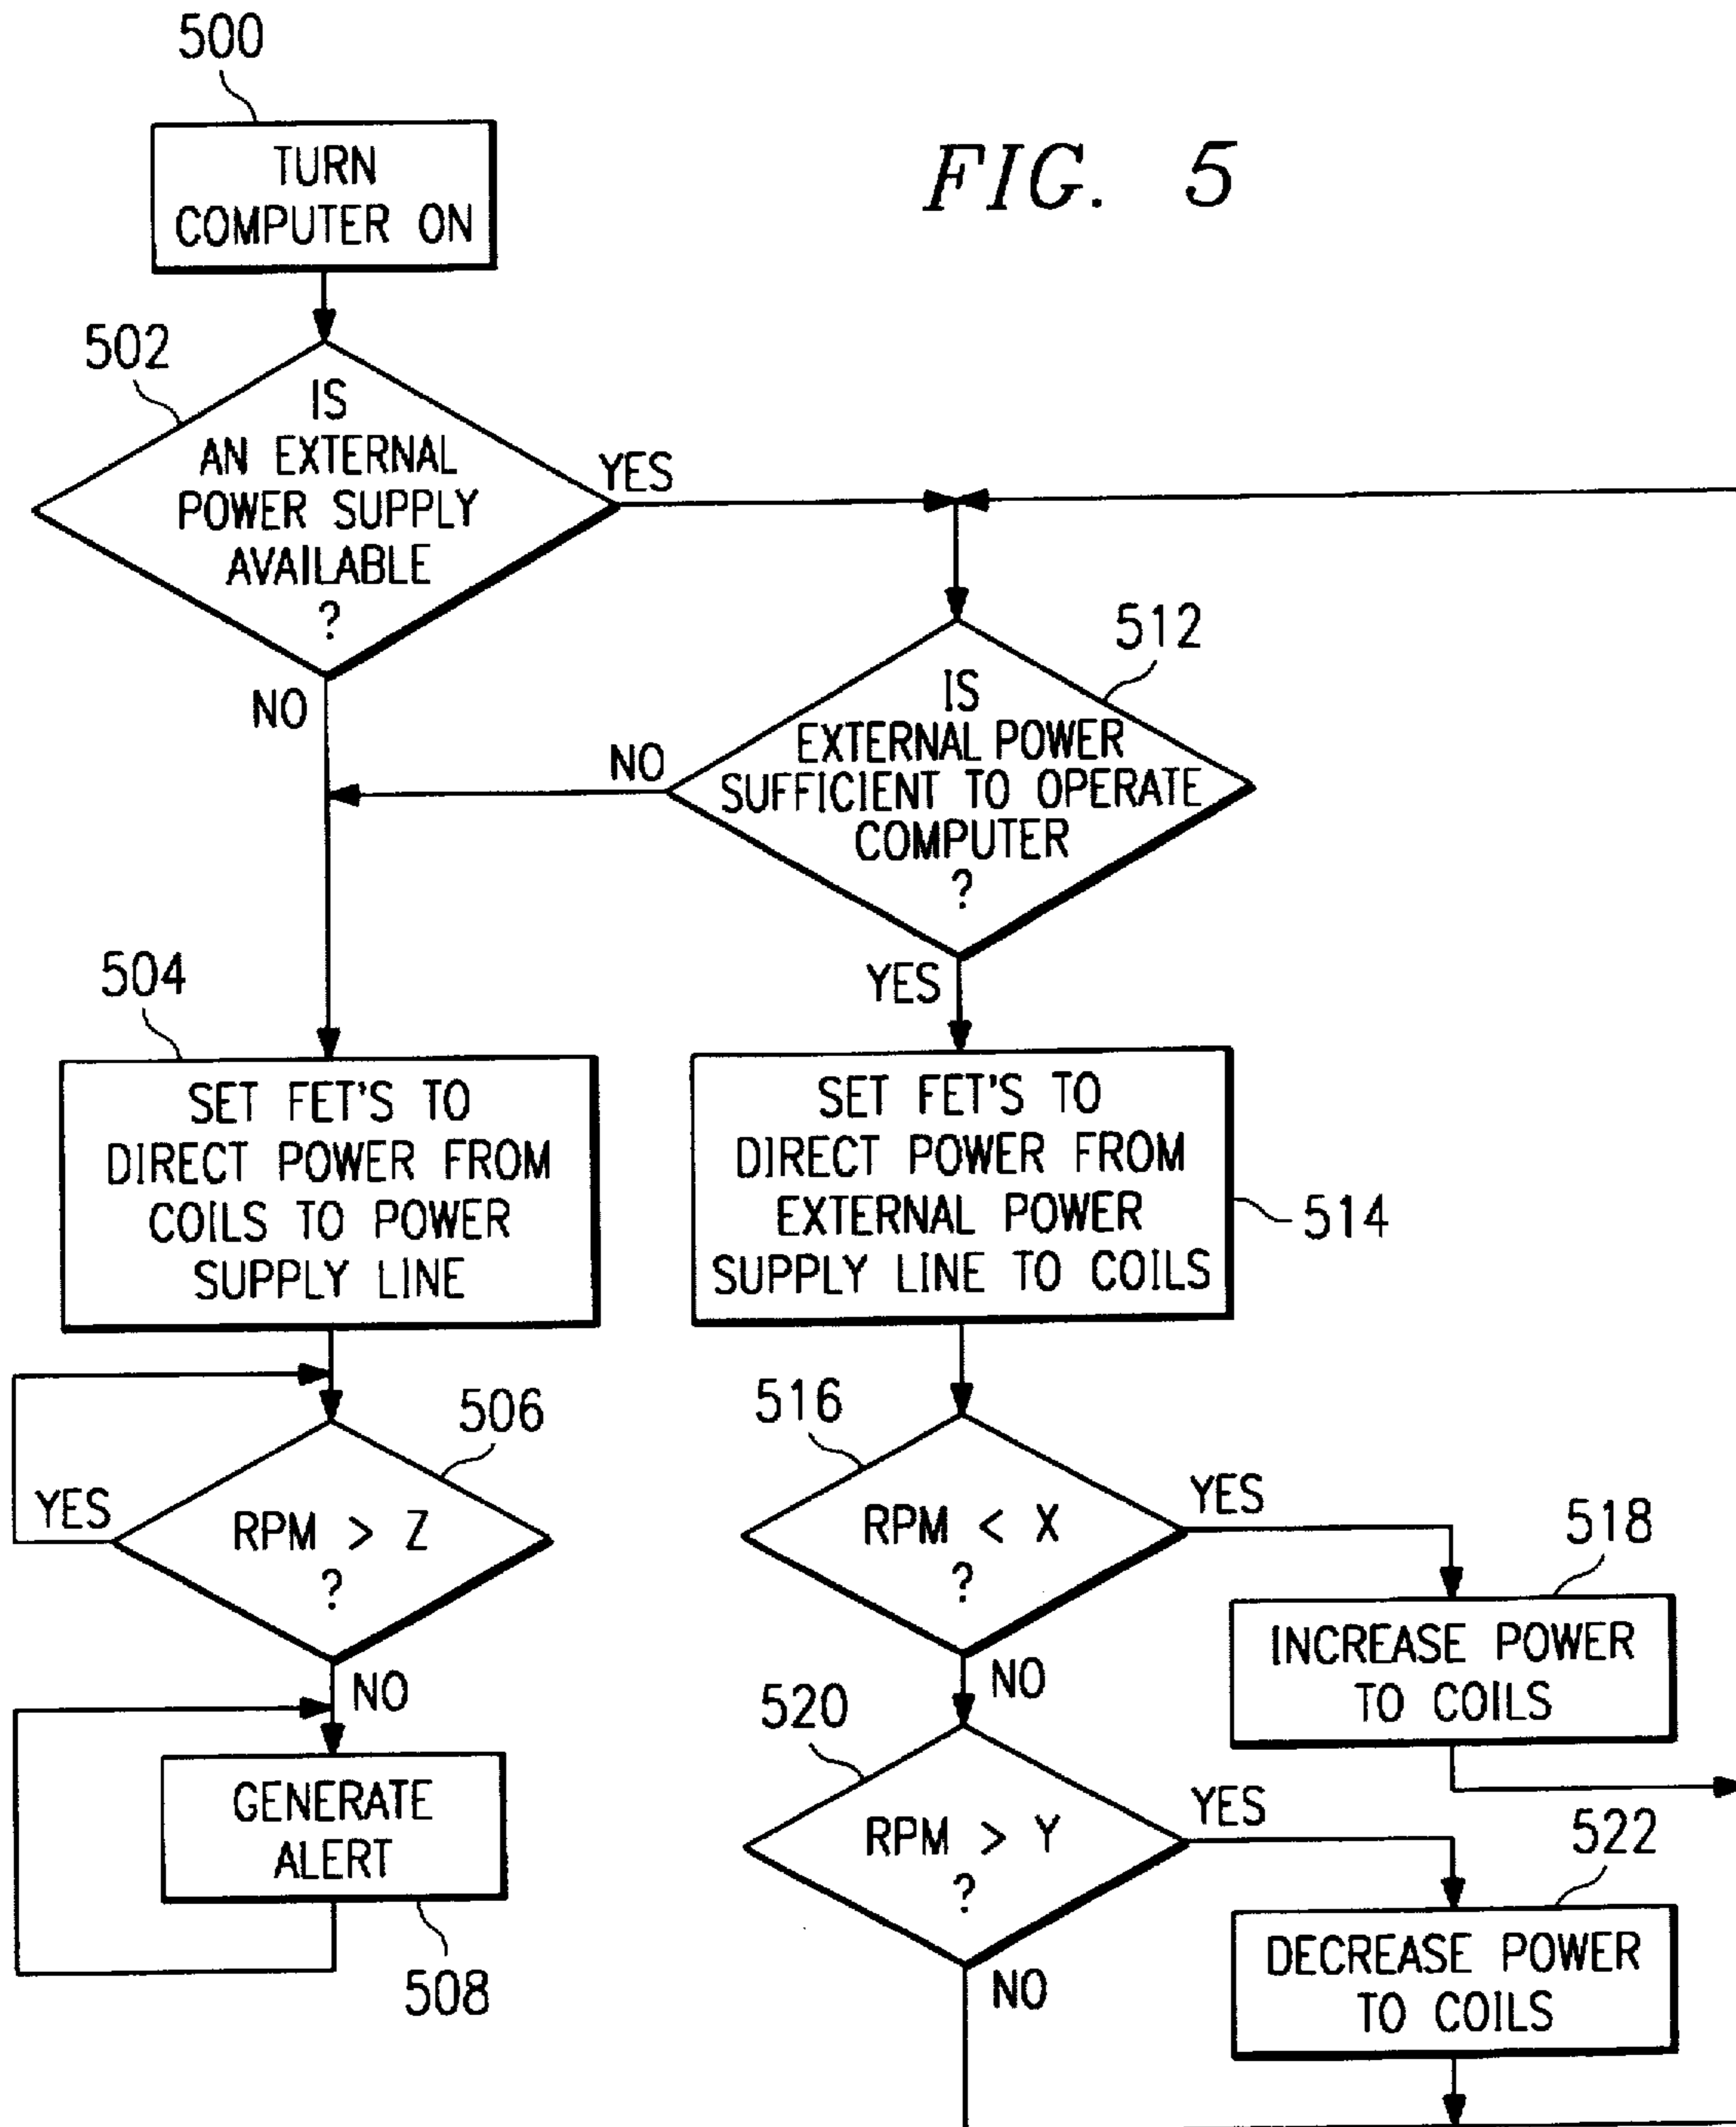 500
TURN
COMPUTER ON
FIG. 5
502
IS
AN EXTERNAL
POWER SUPPLY
AVAILABLE
?
YES
NO
512
IS
EXTERNAL POWER
SUFFICIENT TO OPERATE
COMPUTER
?
NO
YES
504
SET FET'S TO
DIRECT POWER FROM
COILS TO POWER
SUPPLY LINE
SET FET'S TO
DIRECT POWER FROM
EXTERNAL POWER
SUPPLY LINE TO COILS
514
506
RPM > Z
?
YES
NO
516
RPM < X
?
YES
NO
518
INCREASE POWER
TO COILS
GENERATE
ALERT
508
520
RPM > Y
?
YES
NO
522
DECREASE POWER
TO COILS